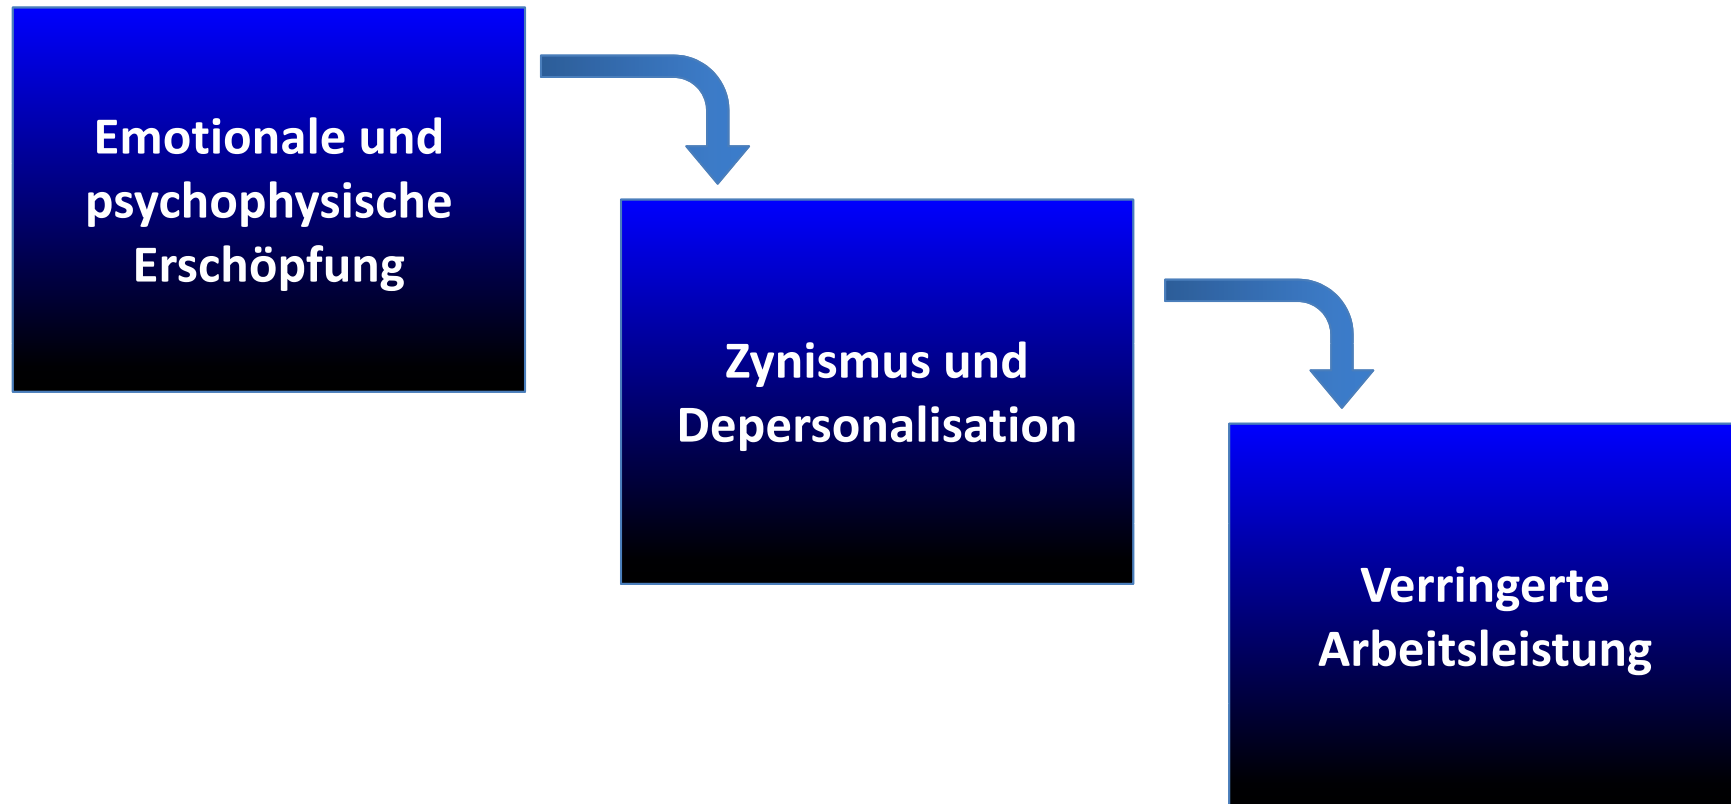 Emotionale und
psychophysische
Erschöpfung
Zynismus und
Depersonalisation
Verringerte
Arbeitsleistung